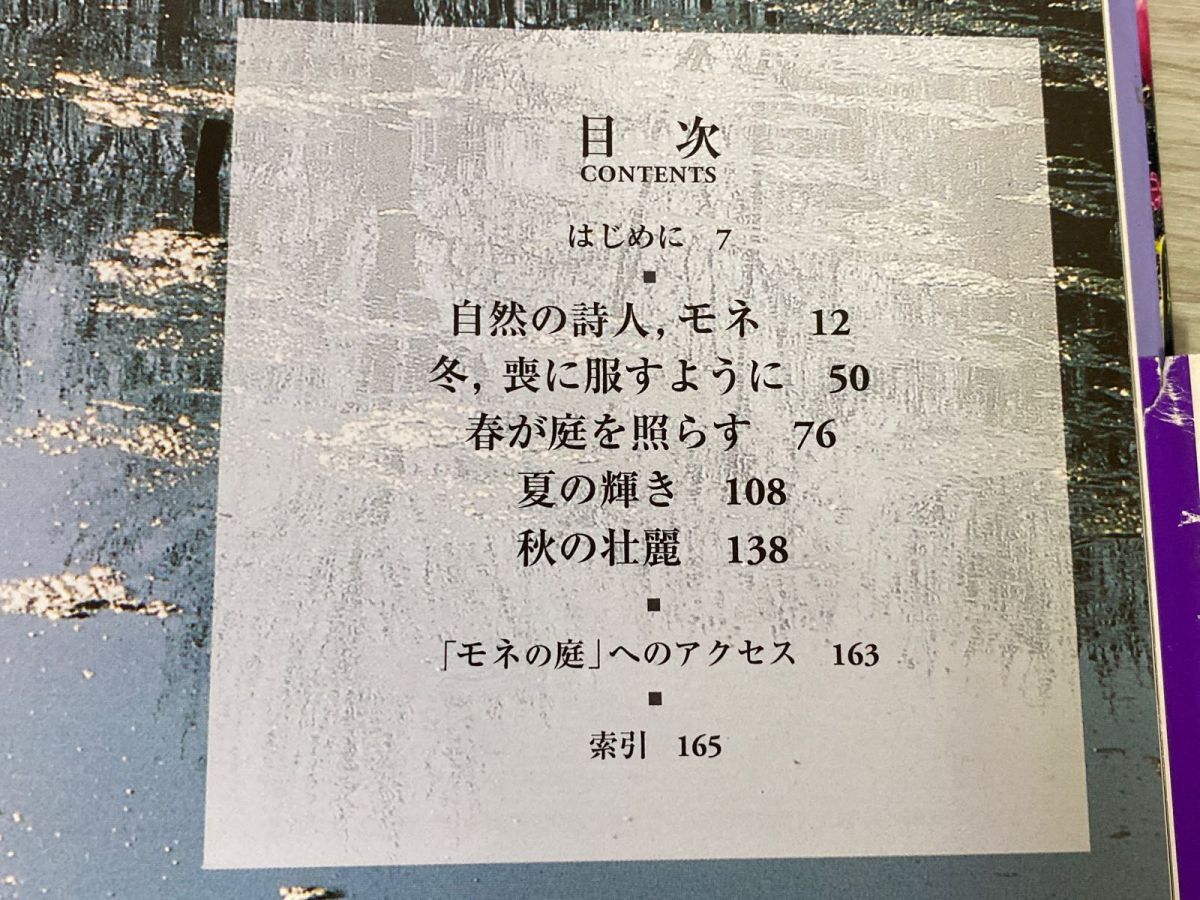 目 次
CONTENTS
はじめに 7
■
自然の詩人, モネ 12
冬, 喪に服すように 50
春が庭を照らす 76
夏の輝き 108
秋の壮麗 138
■
「モネの庭」へのアクセス 163
■
索引 165